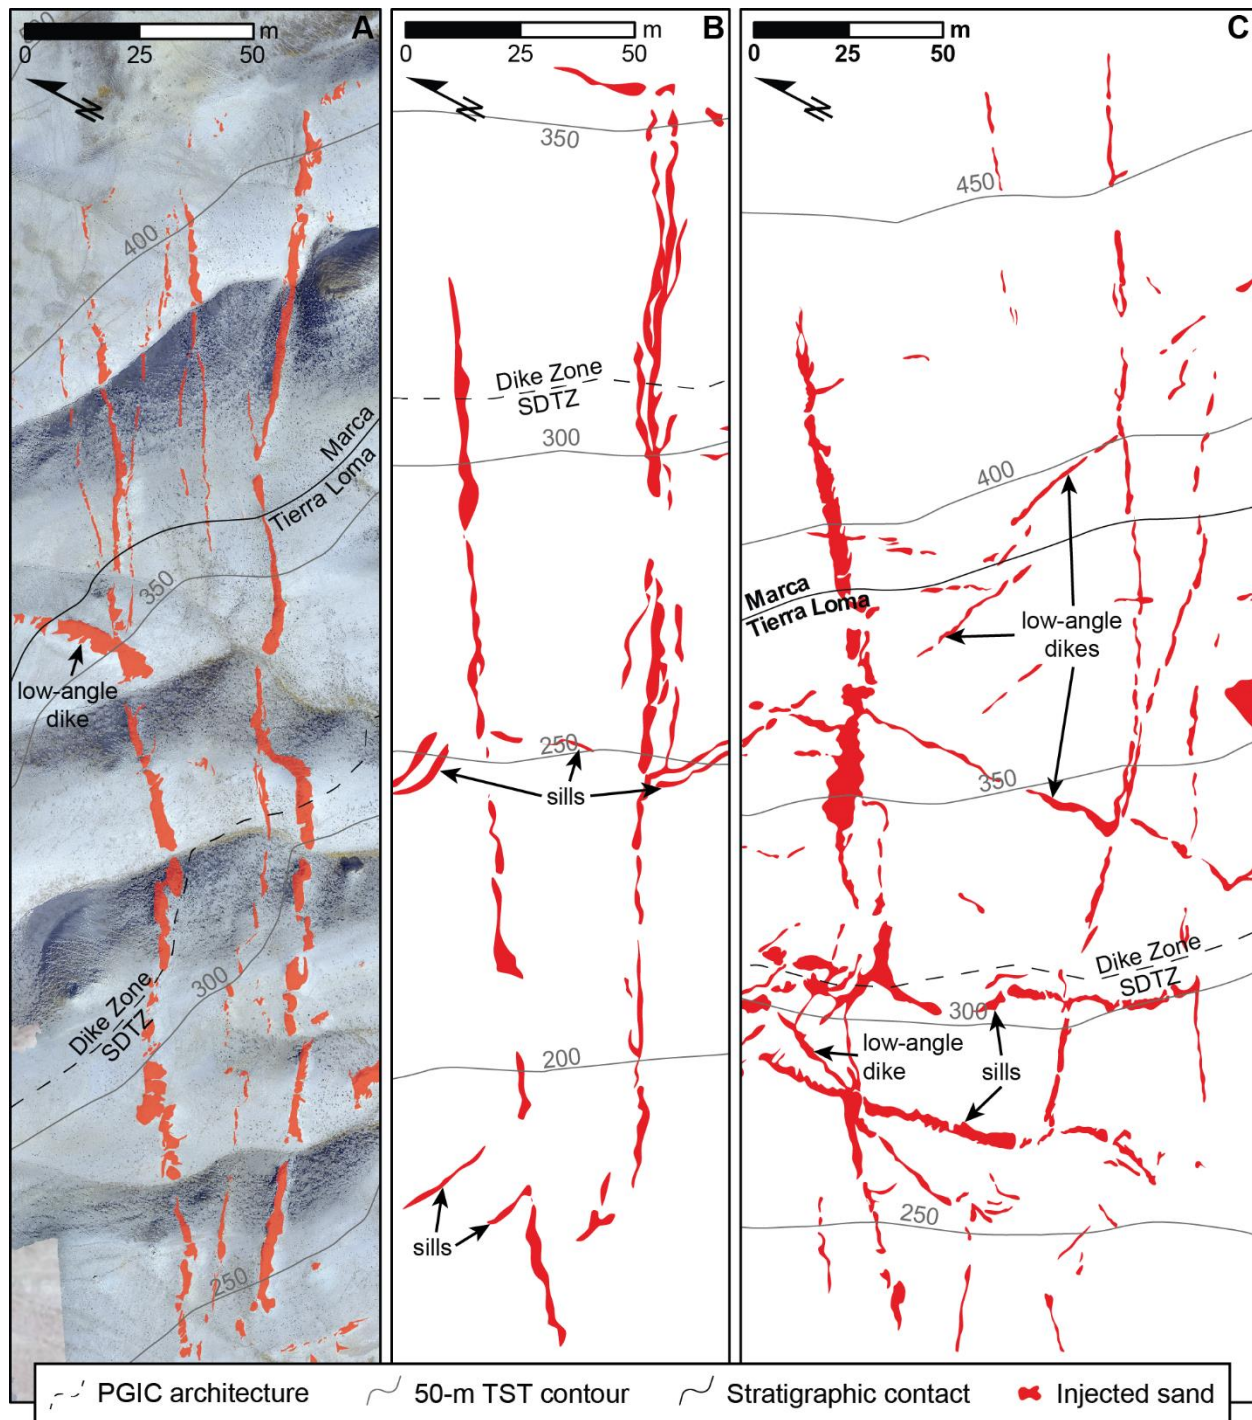 A
0 25 50 m
N
400
Marca
Tierra Loma
350
low-angle
dike
300
Dike Zone
SDTZ
250
B
0 25 50 m
N
350
Dike Zone
SDTZ
300
250
sills
200
sills
C
0 25 50 m
N
450
400
Marca
Tierra Loma
low-angle
dikes
350
Dike Zone
SDTZ
300
low-angle
dike
sills
250
PGIC architecture 50-m TST contour Stratigraphic contact Injected sand